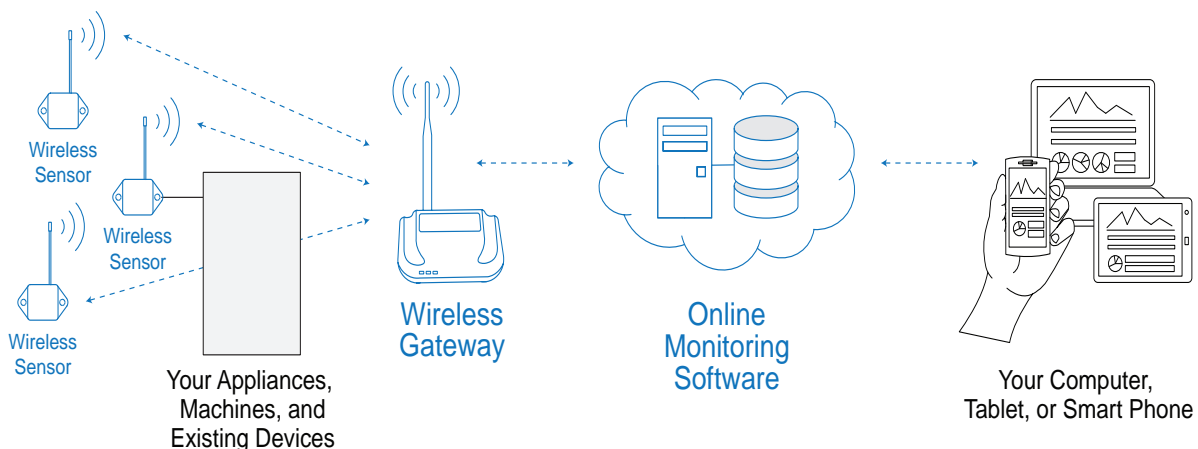 Wireless
Sensor
Wireless
Sensor
Wireless
Sensor
Your Appliances,
Machines, and
Existing Devices
Wireless
Gateway
Online
Monitoring
Software
Your Computer,
Tablet, or Smart Phone